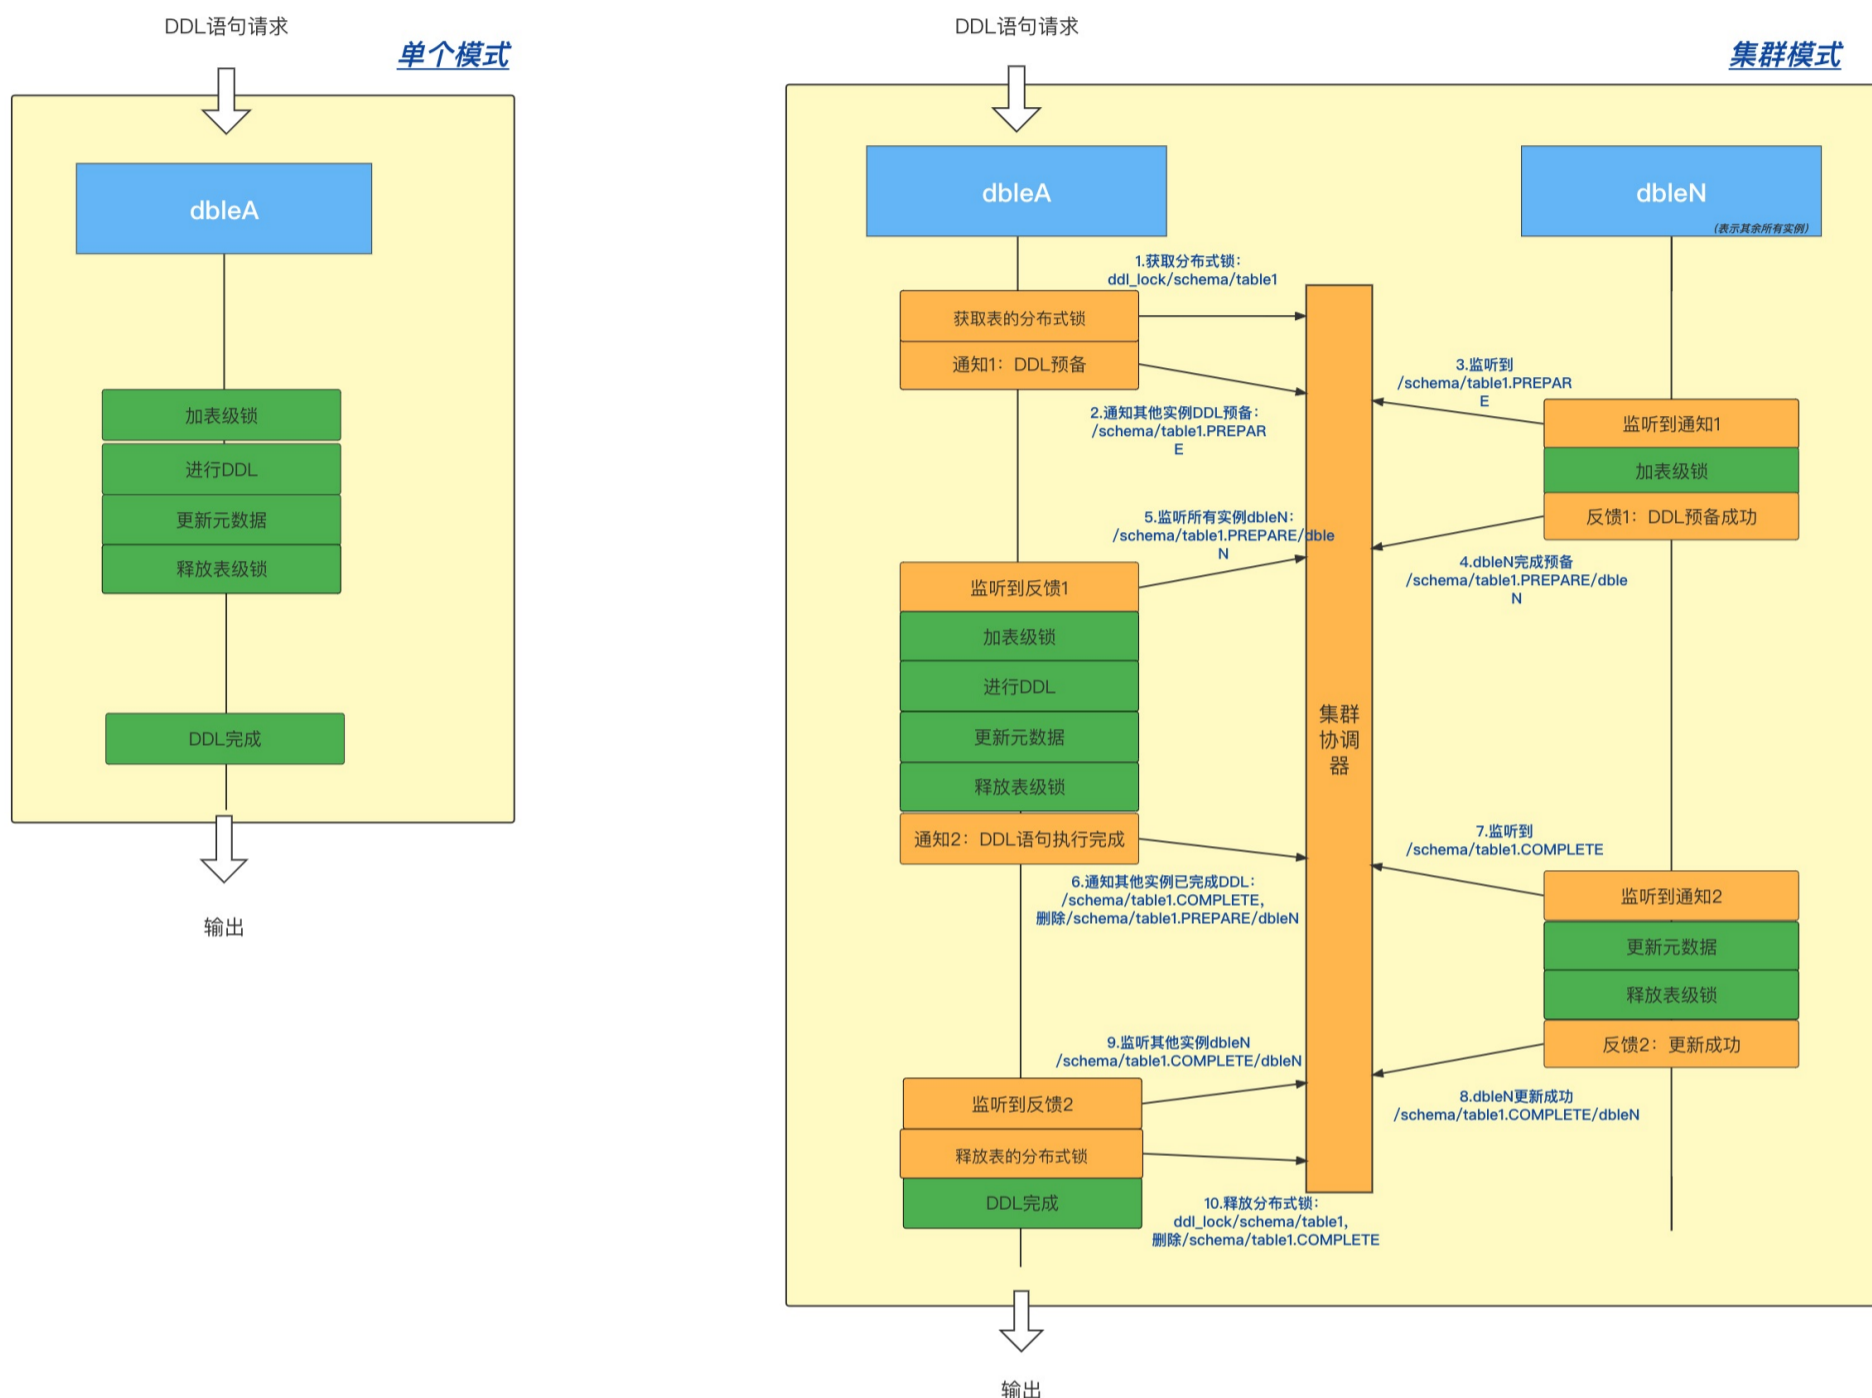 DDL语句请求
单个模式
dbleA
加表级锁
进行DDL
更新元数据
释放表级锁
DDL完成
输出
DDL语句请求
集群模式
dbleA
dbleN
(表示其余所有实例)
1.获取分布式锁:
ddl_lock/schema/table1
获取表的分布式锁
通知1：DDL预备
2.通知其他实例DDL预备:
/schema/table1.PREPAR
E
3.监听到
/schema/table1.PREPAR
E
监听到通知1
加表级锁
反馈1：DDL预备成功
4.dbleN完成预备
/schema/table1.PREPARE/dble
N
5.监听所有实例dbleN:
/schema/table1.PREPARE/dble
N
监听到反馈1
加表级锁
进行DDL
更新元数据
释放表级锁
通知2：DDL语句执行完成
集群
协调
器
6.通知其他实例已完成DDL:
/schema/table1.COMPLETE,
删除/schema/table1.PREPARE/dbleN
7.监听到
/schema/table1.COMPLETE
监听到通知2
更新元数据
释放表级锁
反馈2：更新成功
8.dbleN更新成功
/schema/table1.COMPLETE/dbleN
9.监听其他实例dbleN
/schema/table1.COMPLETE/dbleN
监听到反馈2
释放表的分布式锁
DDL完成
10.释放分布式锁:
ddl_lock/schema/table1,
删除/schema/table1.COMPLETE
输出